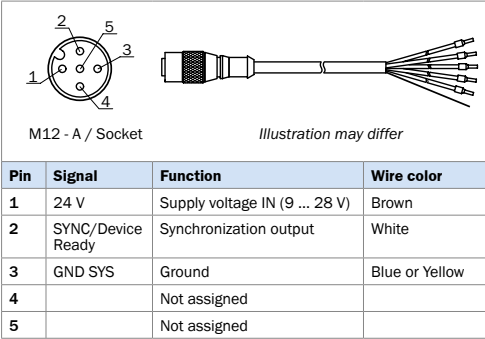 2
5
3
1
4
M12 - A / Socket
Illustration may differ
Pin Signal Function Wire color
1 24 V Supply voltage IN (9 ... 28 V) Brown
2 SYNC/Device Ready Synchronization output White
3 GND SYS Ground Blue or Yellow
4 Not assigned
5 Not assigned